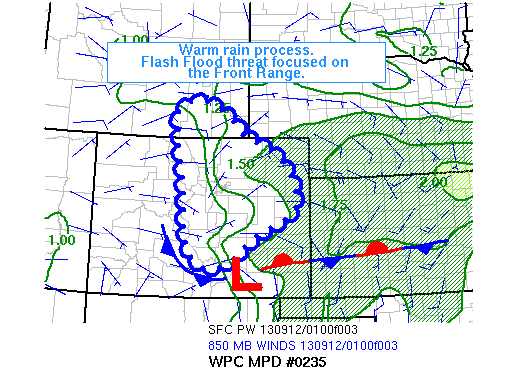 1.00
1.25
Warm rain process.
Flash Flood threat focused on
the Front Range.
1.50
2.00
1.75
1.00
L
SFC PW 130912/0100f003
850 MB WINDS 130912/0100f003
WPC MPD #0235